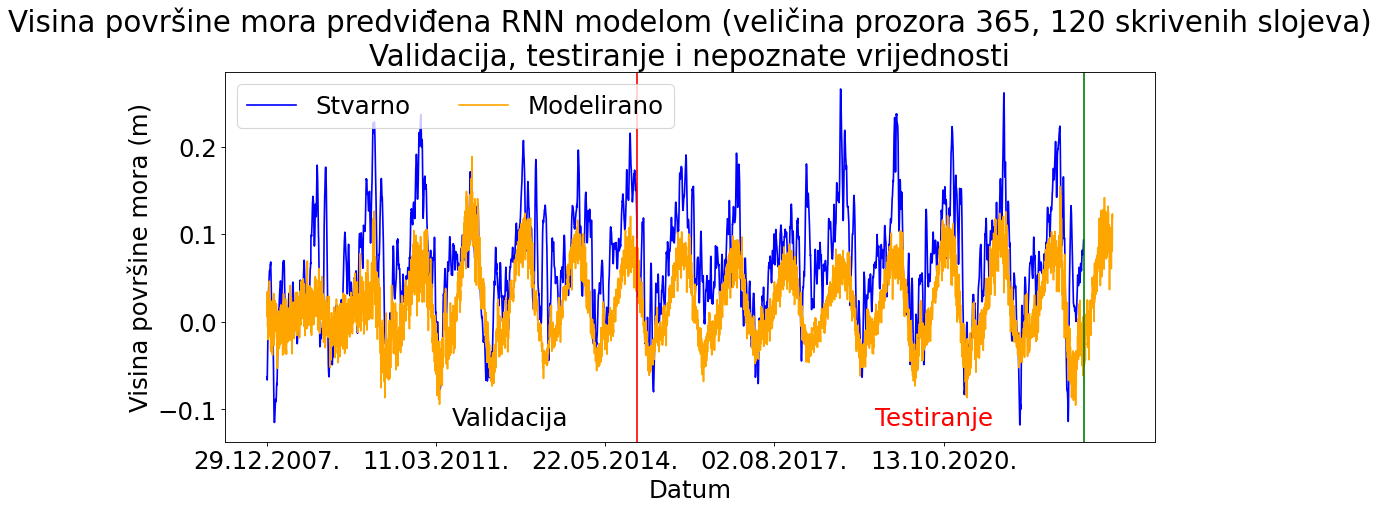 Visina površine mora predviđena RNN modelom (veličina prozora 365, 120 skrivenih slojeva)
Validacija, testiranje i nepoznate vrijednosti
Stvarno Modelirano
Visina površine mora (m)
0.2
0.1
0.0
−0.1
Validacija
Testiranje
29.12.2007. 11.03.2011. 22.05.2014. 02.08.2017. 13.10.2020.
Datum